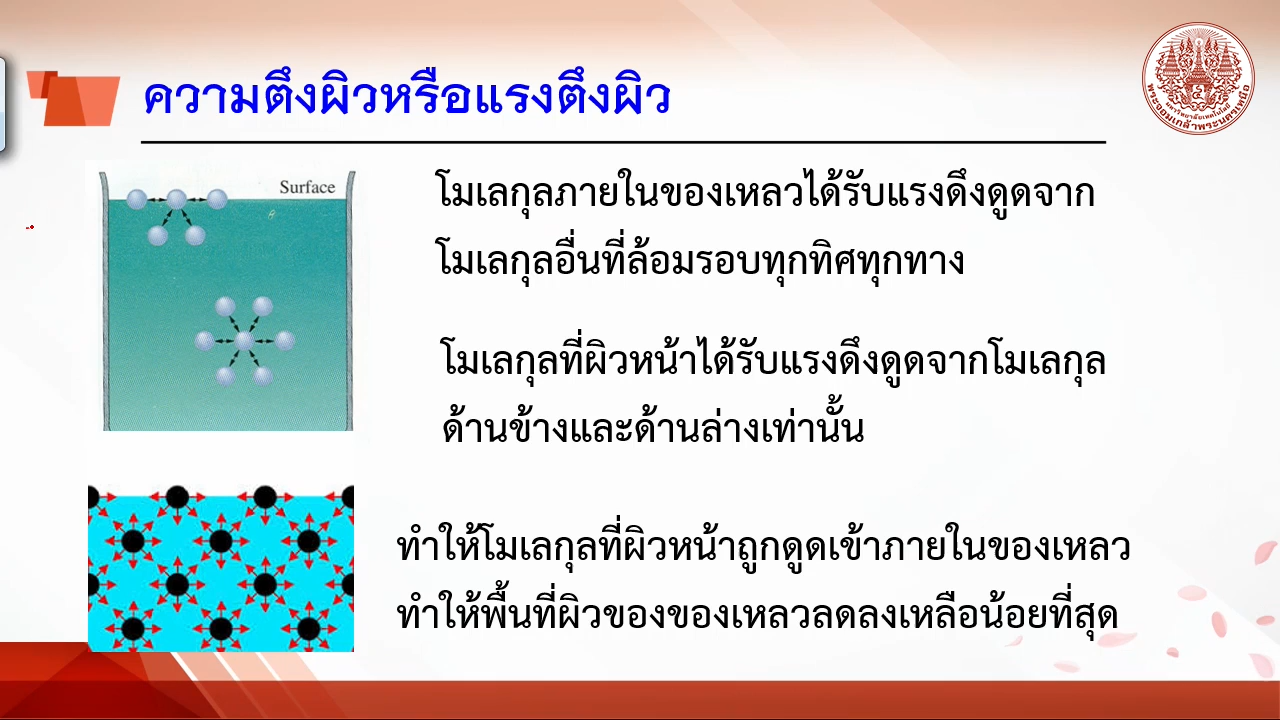 ความตึงผิวหรือแรงตึงผิว
Surface
โมเลกุลภายในของเหลวได้รับแรงดึงดูดจาก
โมเลกุลอื่นที่ล้อมรอบทุกทิศทุกทาง
โมเลกุลที่ผิวหน้าได้รับแรงดึงดูดจากโมเลกุล
ด้านข้างและด้านล่างเท่านั้น
ทำให้โมเลกุลที่ผิวหน้าถูกดูดเข้าภายในของเหลว
ทำให้พื้นที่ผิวของของเหลวลดลงเหลือน้อยที่สุด